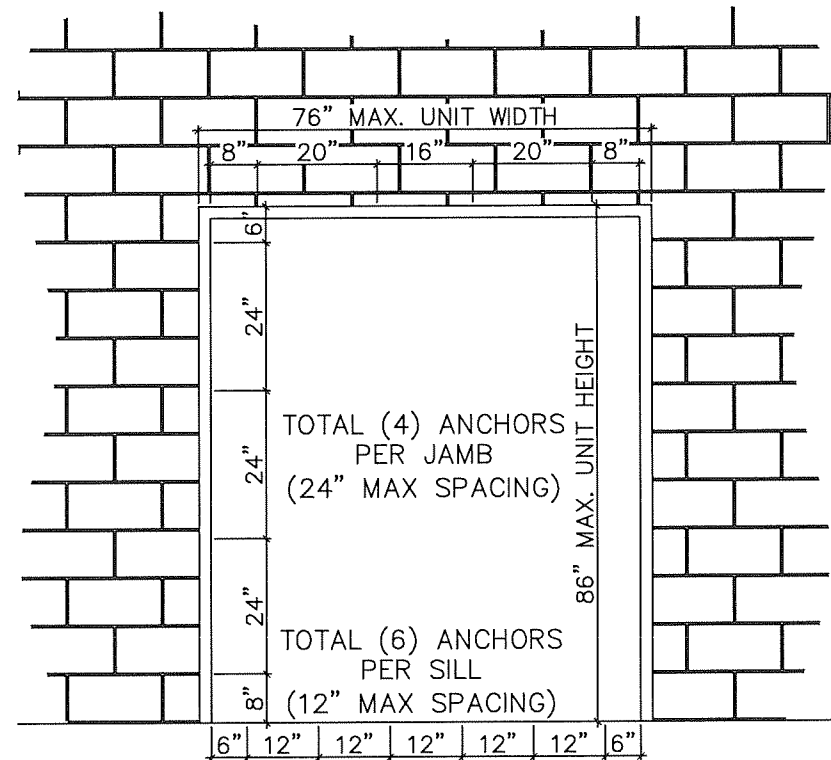 76” MAX. UNIT WIDTH
8” 20” 16” 20” 8”
6”
24”
24”
24”
8”
TOTAL (4) ANCHORS
PER JAMB
(24” MAX SPACING)
86” MAX. UNIT HEIGHT
TOTAL (6) ANCHORS
PER SILL
(12” MAX SPACING)
6” 12” 12” 12” 12” 12” 6”